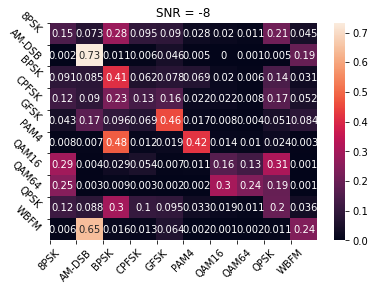 SNR = -8
8PSK 0.15 0.073 0.28 0.095 0.09 0.028 0.02 0.011 0.21 0.045
AM-DSB 0.002 0.73 0.011 0.006 0.046 0.005 0 0.005 0.19
BPSK 0.091 0.085 0.41 0.062 0.078 0.069 0.02 0.006 0.14 0.031
CPFSK 0.12 0.09 0.23 0.13 0.16 0.022 0.022 0.008 0.17 0.052
GFSK 0.043 0.17 0.096 0.069 0.46 0.017 0.008 0.004 0.051 0.084
PAM4 0.008 0.007 0.48 0.012 0.019 0.42 0.014 0.01 0.024 0.003
QAM16 0.29 0.004 0.029 0.054 0.007 0.011 0.16 0.13 0.31 0.001
QAM64 0.25 0.003 0.009 0.003 0.002 0.3 0.24 0.19 0.001
QPSK 0.12 0.088 0.3 0.1 0.095 0.033 0.019 0.011 0.2 0.036
WBFM 0.006 0.65 0.016 0.013 0.064 0.002 0.001 0.002 0.011 0.24
8PSK AM-DSB BPSK CPFSK GFSK PAM4 QAM16 QAM64 QPSK WBFM
0.7
0.6
0.5
0.4
0.3
0.2
0.1
0.0